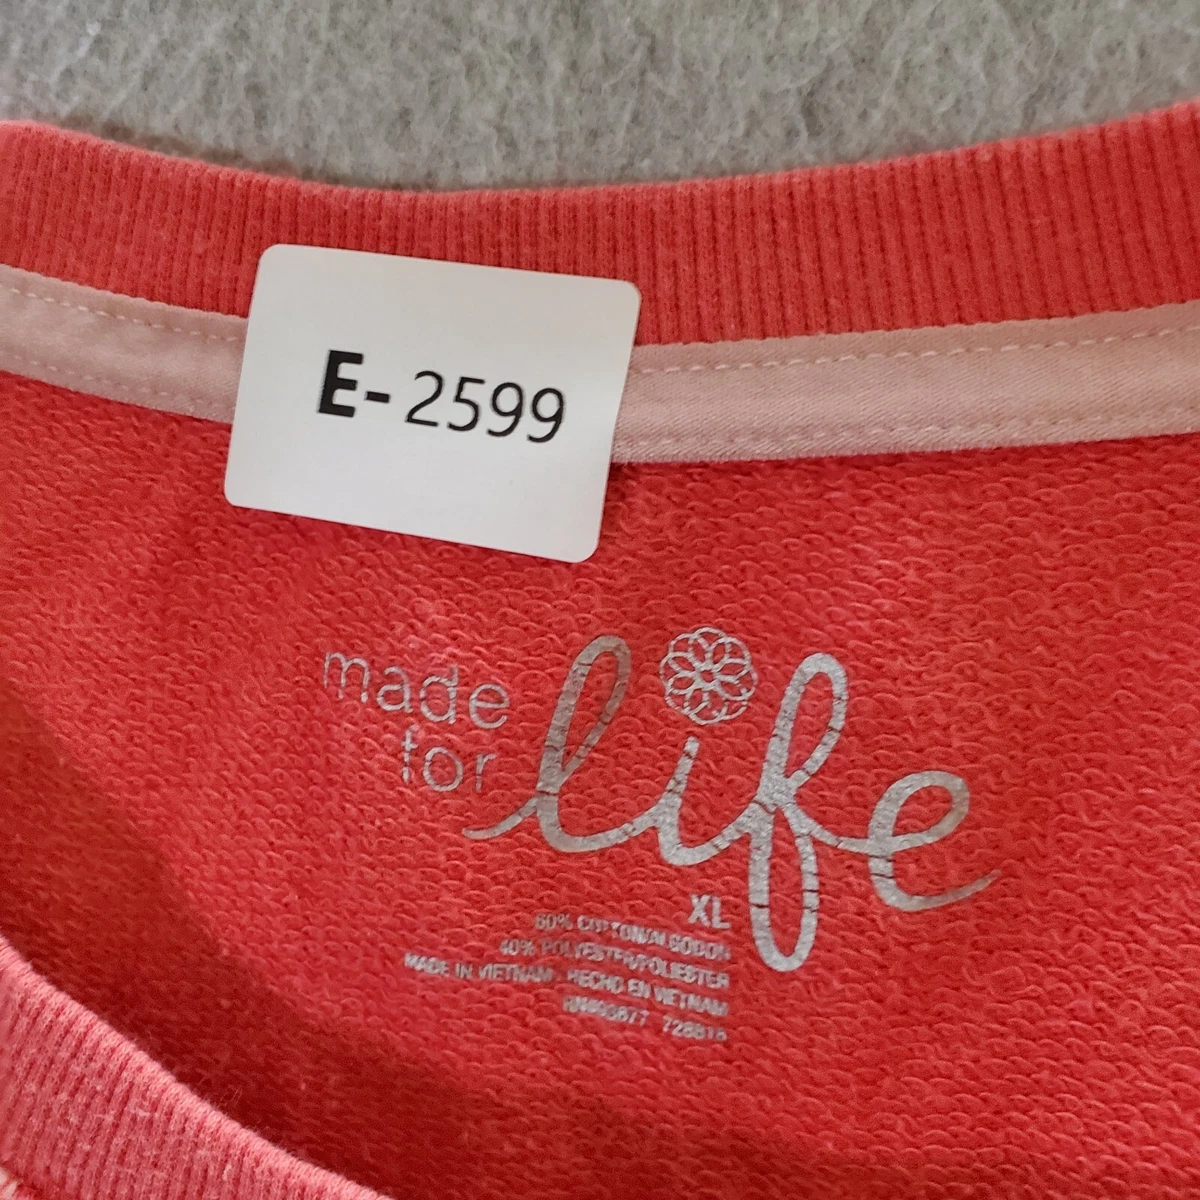 E- 2599
made
for life
XL
60% COTTON/ALGODON
40% POLYESTER/POLIESTER
MADE IN VIETNAM HECHO EN VIETNAM